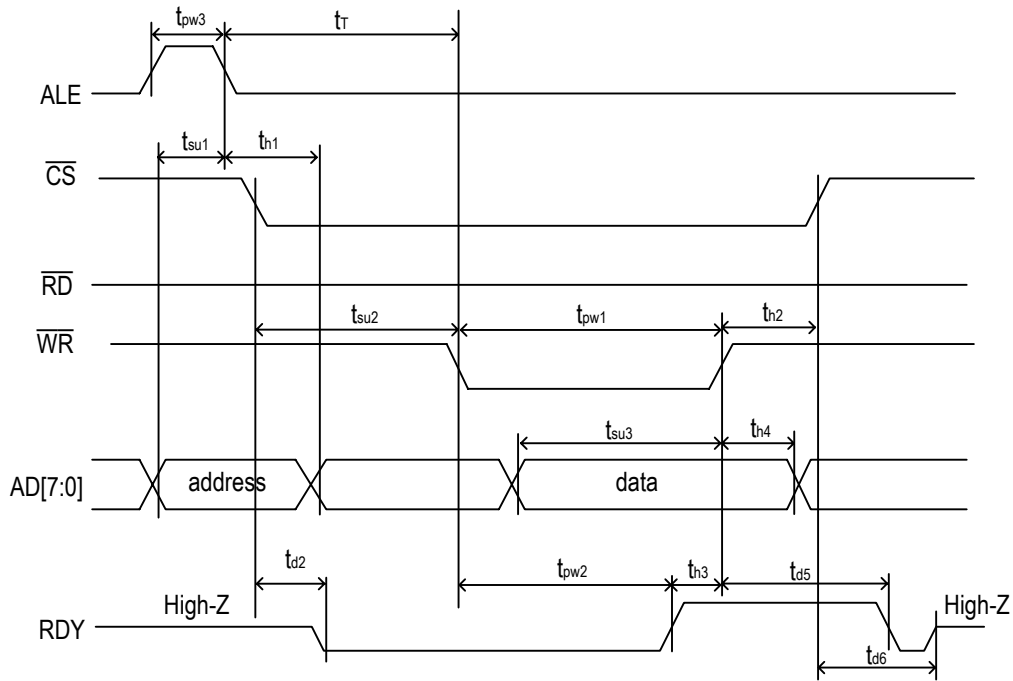 tpw3
tT
ALE
tsu1
th1
CS
RD
tsu2
tpw1
th2
WR
tsu3
th4
AD[7:0]
address
data
td2
tpw2
th3
td5
High-Z
High-Z
RDY
td6